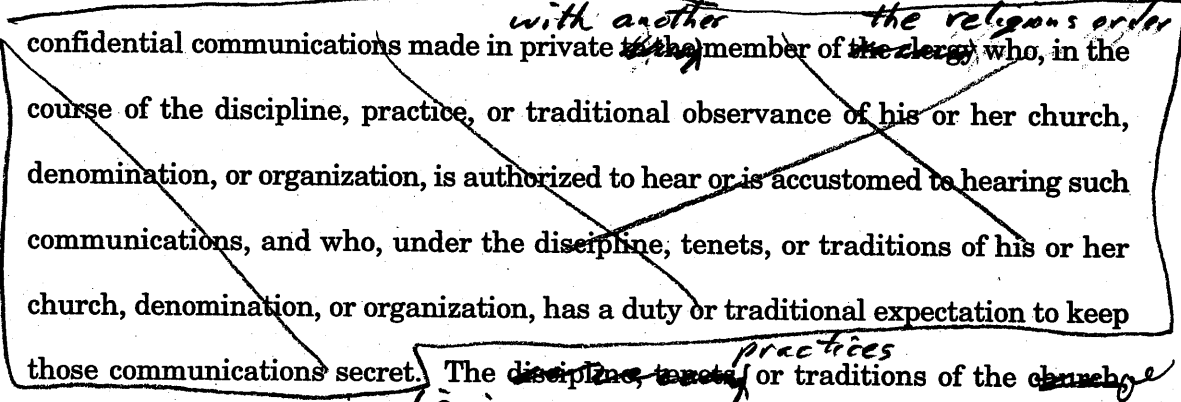 with another the religious order
confidential communications made in private to the member of the clergy who, in the
course of the discipline, practice, or traditional observance of his or her church,
denomination, or organization, is authorized to hear or is accustomed to hearing such
communications, and who, under the discipline, tenets, or traditions of his or her
church, denomination, or organization, has a duty or traditional expectation to keep
those communications secret.
practices
The discipline, tenets, or traditions of the church